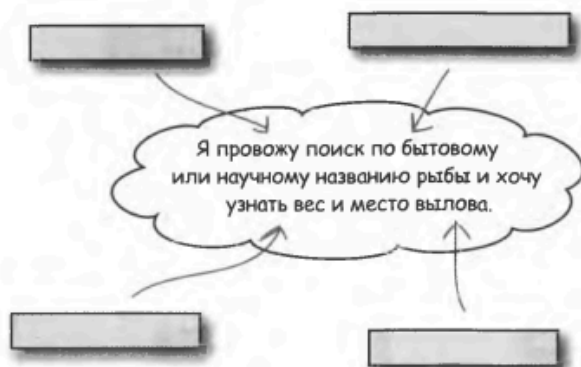 Я провожу поиск по бытовому
или научному названию рыбы и хочу
узнать вес и место вылова.